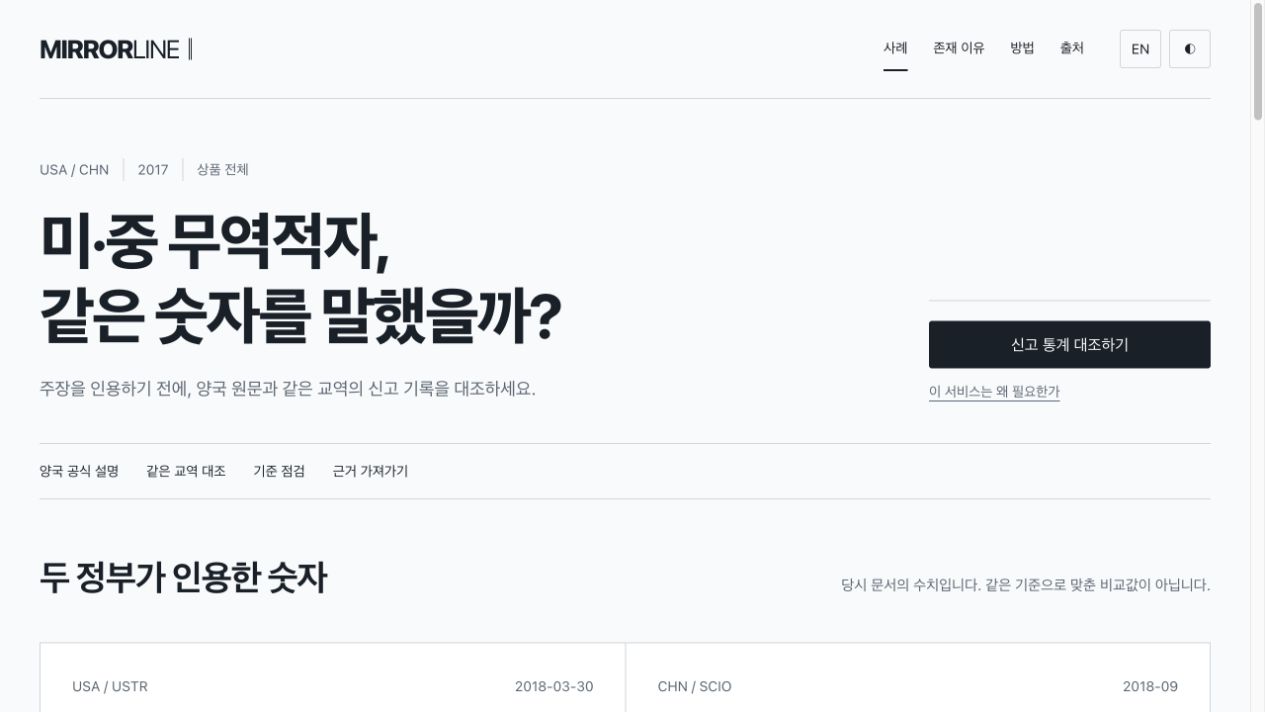 MIRRORLINE
사례 존재 이유 방법 출처 EN
USA / CHN 2017 상품 전체
미·중 무역적자,
같은 숫자를 말했을까?
주장을 인용하기 전에, 양국 원문과 같은 교역의 신고 기록을 대조하세요.
신고 통계 대조하기
이 서비스는 왜 필요한가
양국 공식 설명 같은 교역 대조 기준 점검 근거 가져가기
두 정부가 인용한 숫자
당시 문서의 수치입니다. 같은 기준으로 맞춘 비교값이 아닙니다.
USA / USTR 2018-03-30
CHN / SCIO 2018-09